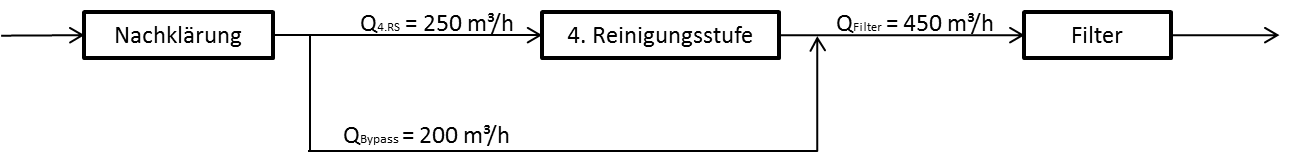 Nachklärung
Q4.RS = 250 m³/h
4. Reinigungsstufe
QFilter = 450 m³/h
Filter
QBypass = 200 m³/h